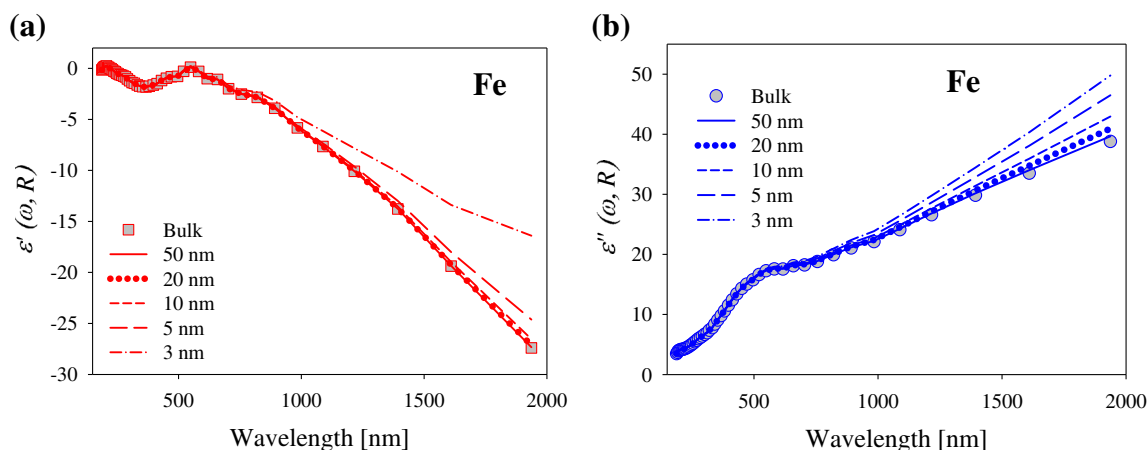 (a)
Fe
0
-5
-10
-15
-20
-25
-30
ε' (ω, R)
Bulk
50 nm
20 nm
10 nm
5 nm
3 nm
500
1000
1500
2000
Wavelength [nm]
(b)
Fe
50
40
30
20
10
0
ε'' (ω, R)
Bulk
50 nm
20 nm
10 nm
5 nm
3 nm
500
1000
1500
2000
Wavelength [nm]